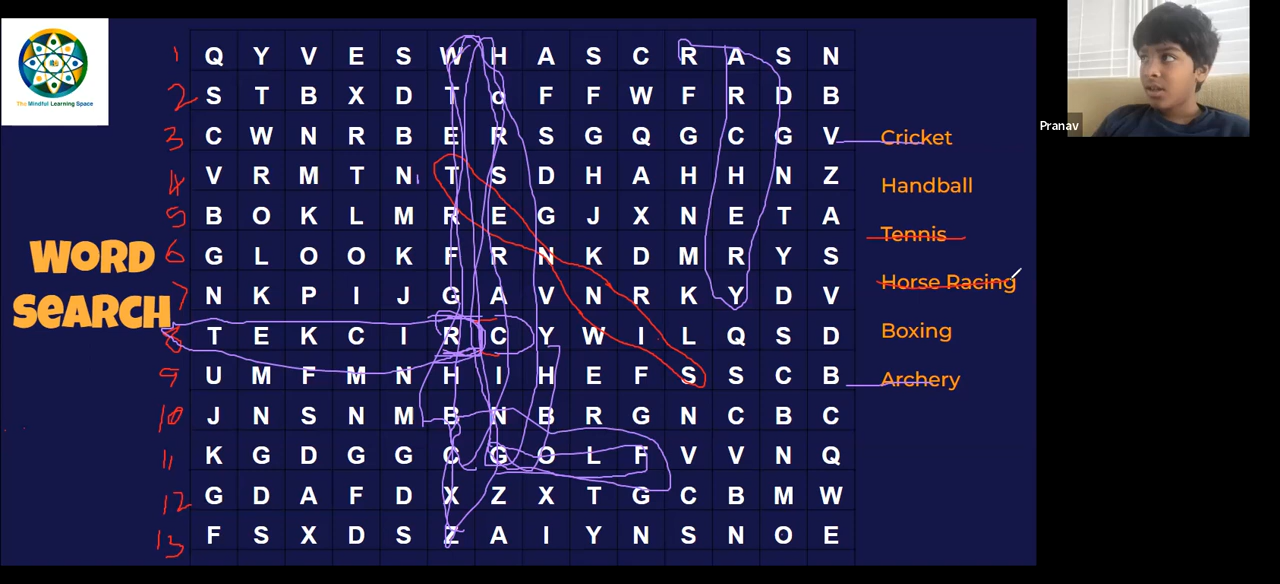 The Mindful Learning Space
WORD
SEARCH
1 Q Y V E S W H A S C R A S N
2 S T B X D T o F F W F R D B
3 C W N R B E R S G Q G C G V
4 V R M T N T S D H A H H N Z
5 B O K L M R E G J X N E T A
6 G L O O K F R N K D M R Y S
7 N K P I J G A V N R K Y D V
8 T E K C I R C Y W I L Q S D
9 U M F M N H I H E F S S C B
10 J N S N M B N B R G N C B C
11 K G D G G C G O L F V V N Q
12 G D A F D X Z X T G C B M W
13 F S X D S Z A I Y N S N O E
Cricket
Handball
Tennis
Horse Racing
Boxing
Archery
Pranav